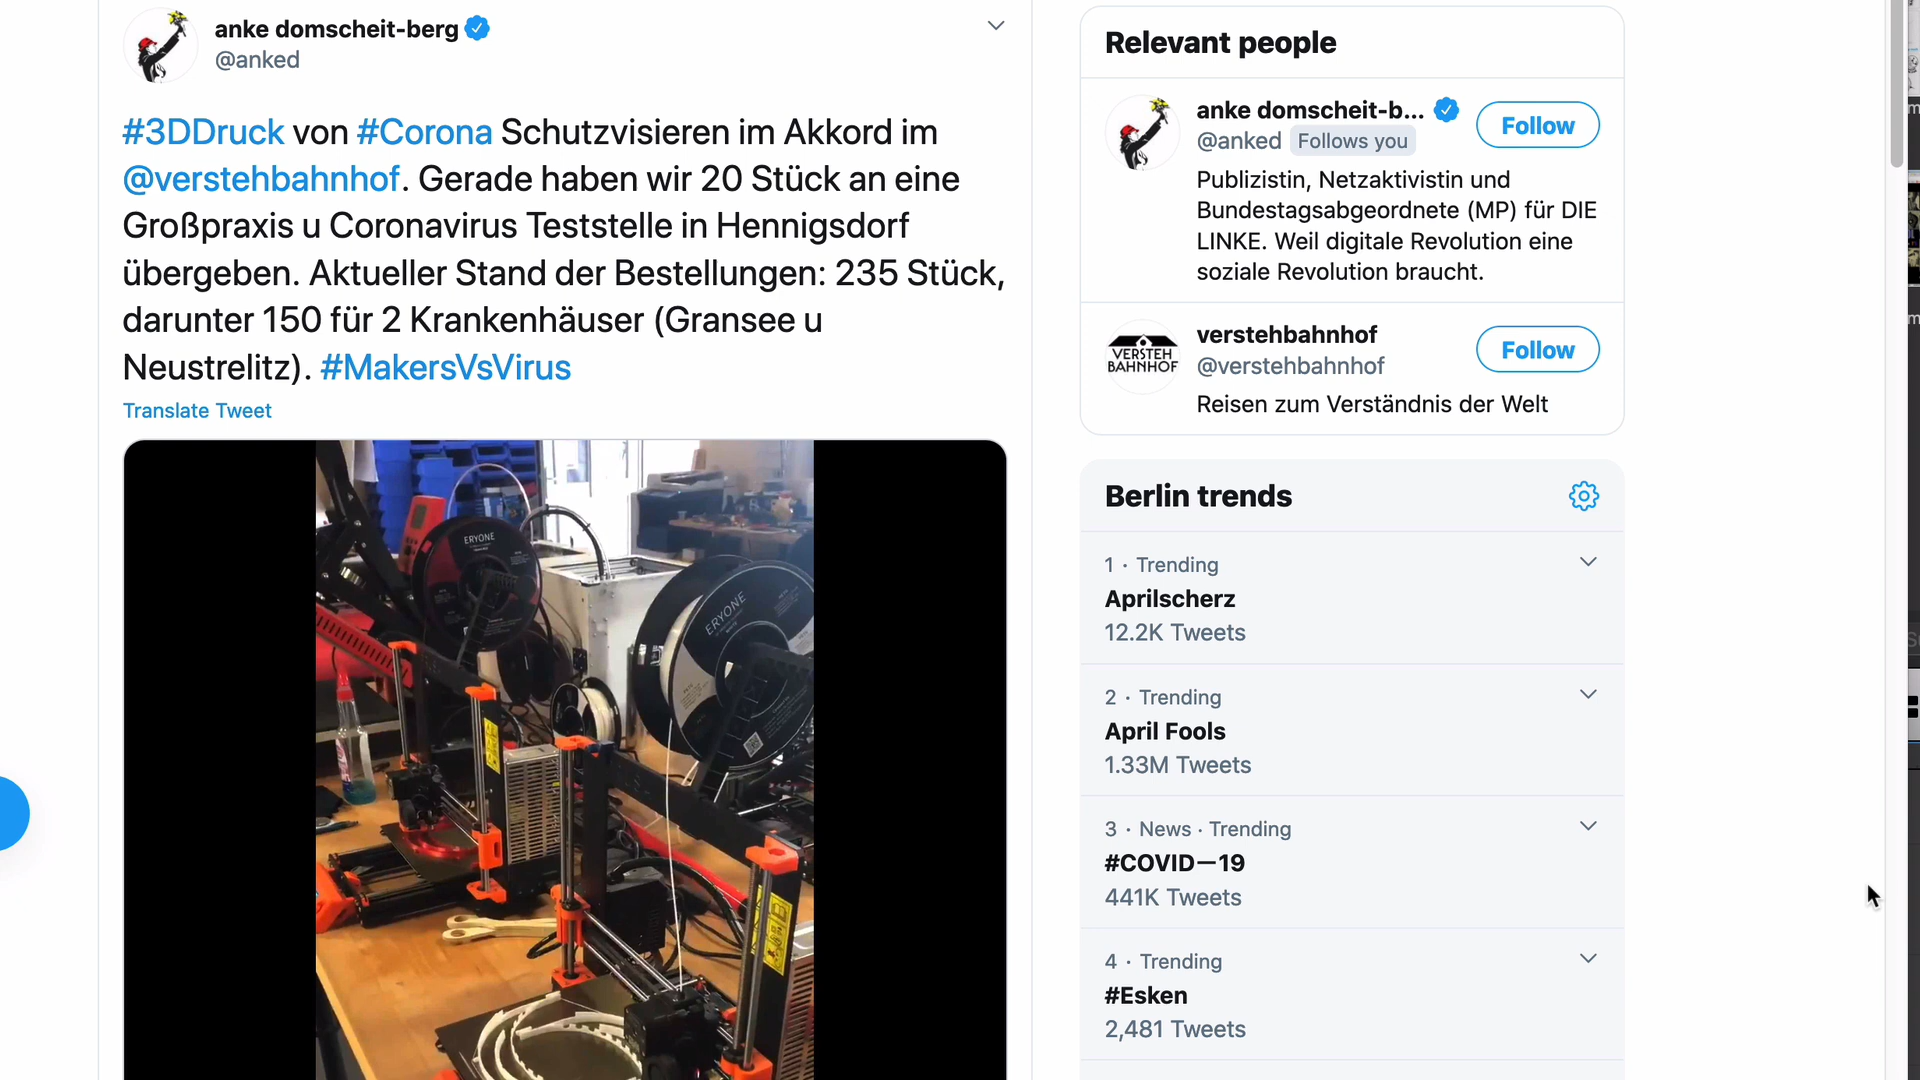 anke domscheit-berg
@anked
#3DDruck von #Corona Schutzvisieren im Akkord im
@verstehbahnhof. Gerade haben wir 20 Stück an eine
Großpraxis u Coronavirus Teststelle in Hennigsdorf
übergeben. Aktueller Stand der Bestellungen: 235 Stück,
darunter 150 für 2 Krankenhäuser (Gransee u
Neustrelitz). #MakersVsVirus
Translate Tweet
ERYONE
ERYONE
Relevant people
anke domscheit-b...
@anked Follows you
Follow
Publizistin, Netzaktivistin und
Bundestagsabgeordnete (MP) für DIE
LINKE. Weil digitale Revolution eine
soziale Revolution braucht.
VERSTEH
BAHNHOF
verstehbahnhof
@verstehbahnhof
Follow
Reisen zum Verständnis der Welt
Berlin trends
1 · Trending
Aprilscherz
12.2K Tweets
2 · Trending
April Fools
1.33M Tweets
3 · News · Trending
#COVID—19
441K Tweets
4 · Trending
#Esken
2,481 Tweets